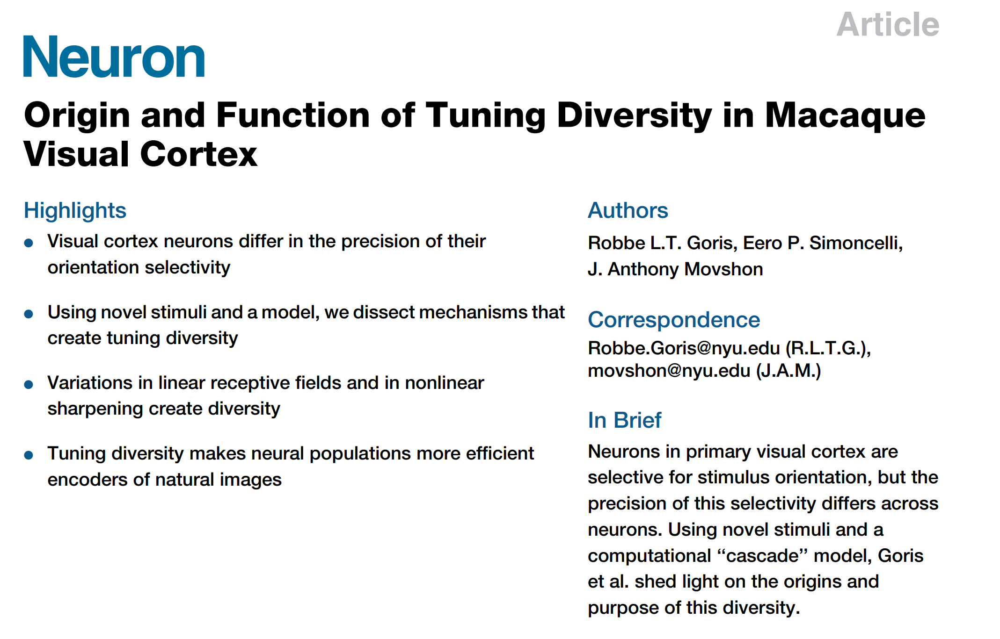 Article
Neuron
Origin and Function of Tuning Diversity in Macaque
Visual Cortex
Highlights
● Visual cortex neurons differ in the precision of their
orientation selectivity
● Using novel stimuli and a model, we dissect mechanisms that
create tuning diversity
● Variations in linear receptive fields and in nonlinear
sharpening create diversity
● Tuning diversity makes neural populations more efficient
encoders of natural images
Authors
Robbe L.T. Goris, Eero P. Simoncelli,
J. Anthony Movshon
Correspondence
Robbe.Goris@nyu.edu (R.L.T.G.),
movshon@nyu.edu (J.A.M.)
In Brief
Neurons in primary visual cortex are
selective for stimulus orientation, but the
precision of this selectivity differs across
neurons. Using novel stimuli and a
computational “cascade” model, Goris
et al. shed light on the origins and
purpose of this diversity.